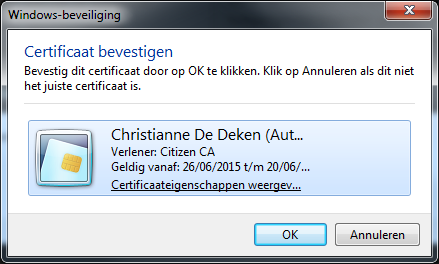 Windows-beveiliging
Certificaat bevestigen
Bevestig dit certificaat door op OK te klikken. Klik op Annuleren als dit niet
het juiste certificaat is.
Christianne De Deken (Aut...
Verlener: Citizen CA
Geldig vanaf: 26/06/2015 t/m 20/06/...
Certificaateigenschappen weergev...
OK
Annuleren